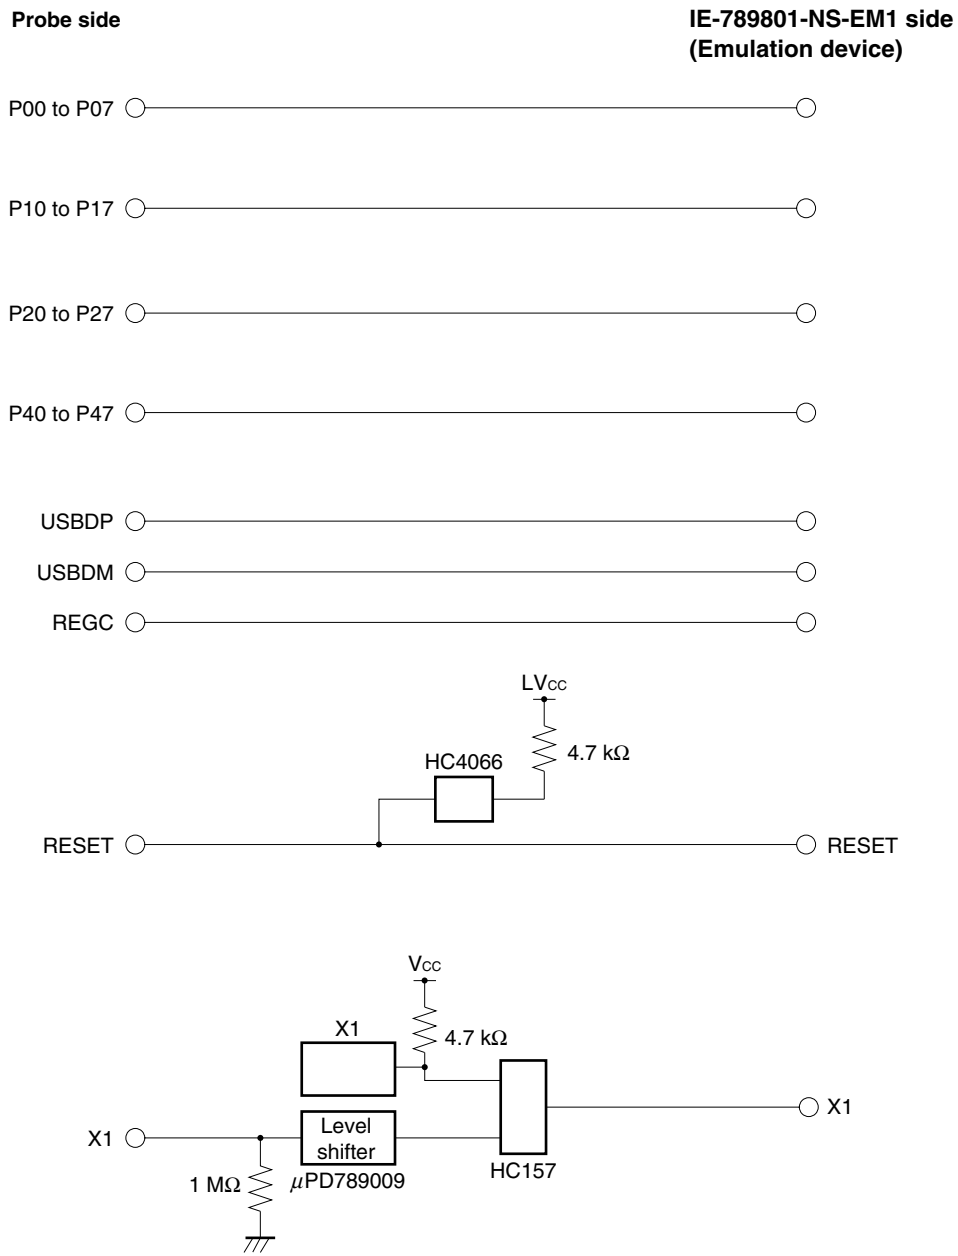 Probe side
IE-789801-NS-EM1 side
(Emulation device)
P00 to P07
P10 to P17
P20 to P27
P40 to P47
USBDP
USBDM
REGC
LVCC
4.7 kΩ
HC4066
RESET
RESET
VCC
4.7 kΩ
X1
X1
X1
Level
shifter
HC157
1 MΩ
μPD789009